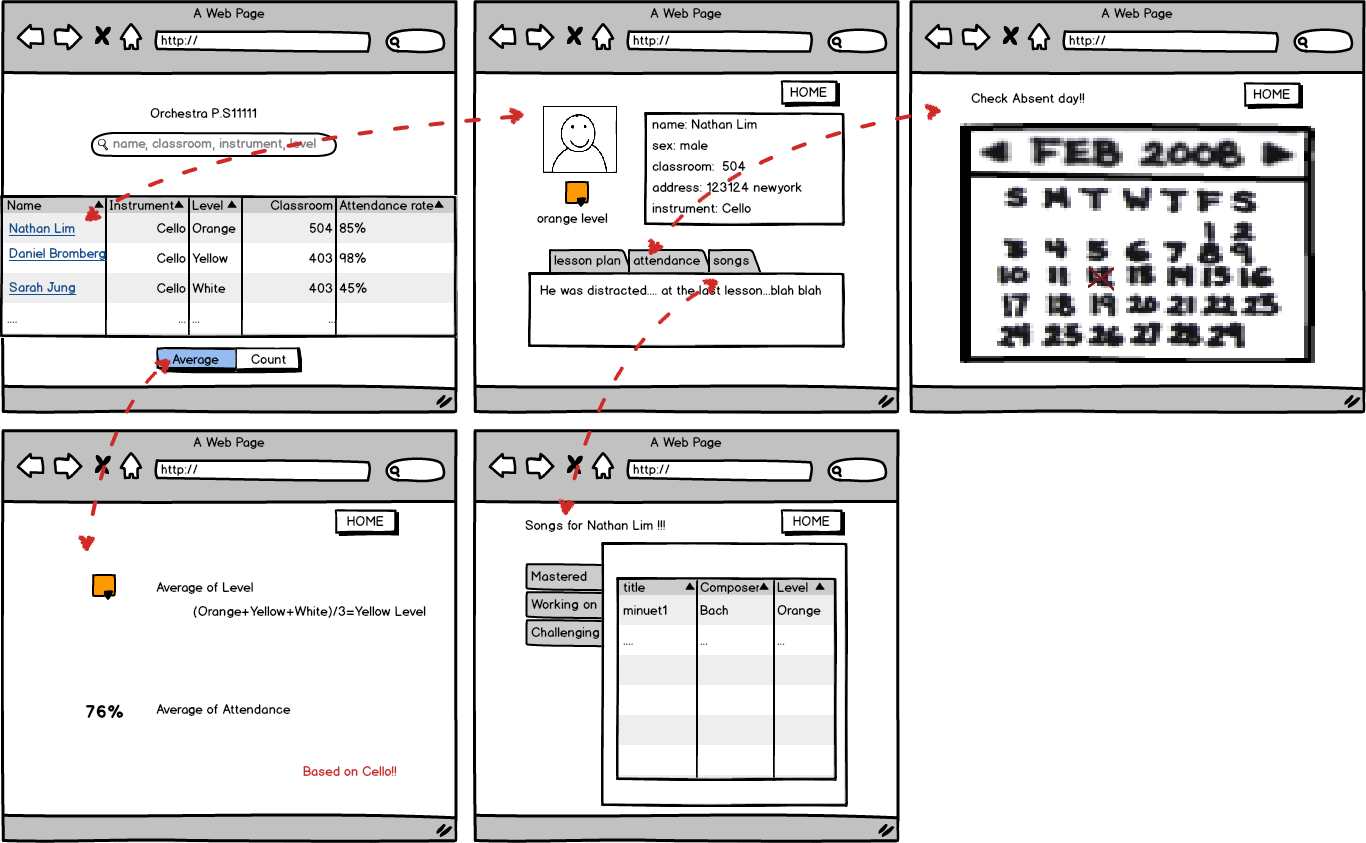 A Web Page
http://
Orchestra P.S11111
name, classroom, instrument, level
Name Instrument Level Classroom Attendance rate
Nathan Lim Cello Orange 504 85%
Daniel Bromberg Cello Yellow 403 98%
Sarah Jung Cello White 403 45%
.... ... ... ...
Average Count
A Web Page
http://
HOME
name: Nathan Lim
sex: male
classroom: 504
address: 123124 newyork
instrument: Cello
orange level
lesson plan attendance songs
He was distracted.... at the last lesson...blah blah
A Web Page
http://
Check Absent day!!
HOME
FEB 2008
S M T W T F S
1 2
3 4 5 6 7 8 9
10 11 12 13 14 15 16
17 18 19 20 21 22 23
24 25 26 27 28 29
A Web Page
http://
HOME
Average of Level
(Orange+Yellow+White)/3=Yellow Level
76% Average of Attendance
Based on Cello!!
A Web Page
http://
Songs for Nathan Lim !!!
HOME
Mastered
Working on
Challenging
title Composer Level
minuet1 Bach Orange
.... ... ...